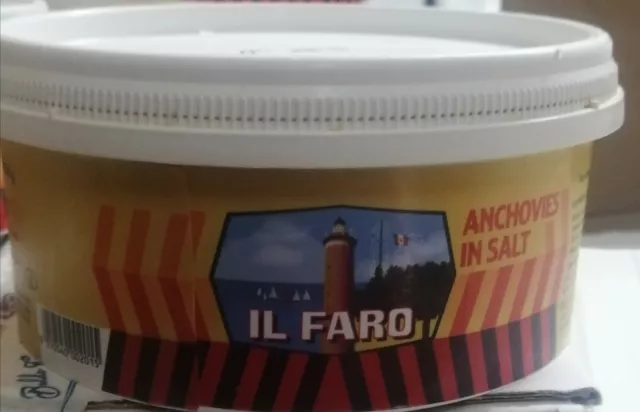 ANCHOVIES
IN SALT
IL FARO